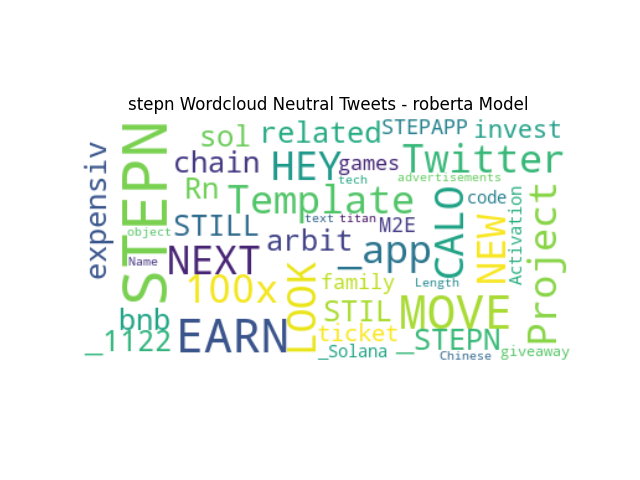 stepn Wordcloud Neutral Tweets - roberta Model
expensiv
STEPN
sol
related
STEPAPP
invest
chain
HEY
games
Twitter
tech
advertisements
Rn
Template
CALO
code
Activation
Project
object
STILL
text
titan
M2E
NEW
Name
NEXT
arbit
_app
100x
LOOK
family
Length
bnb
STIL
MOVE
_1122
EARN
ticket
_STEPN
_Solana
Chinese
giveaway